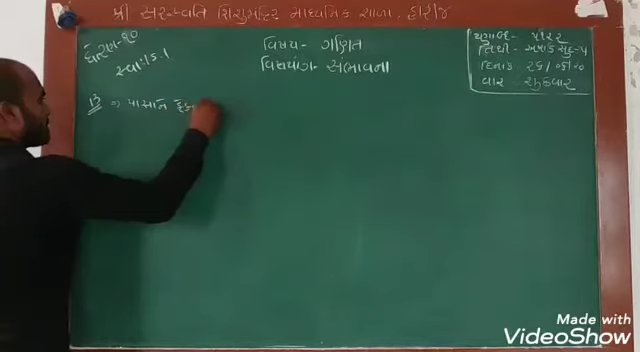 શ્રી સરસ્વતિ શિશુમંદિર માધ્યમિક શાળા, હારીજ
ધોરણ-૧૦
સ્વા.
વિષય - ગણિત
વિષયાંગ - સંભાવના
યુગાબ્દ - ૫૧૨૨
તિથી - અષાઢ સુદ-૫
દિનાંક ૨૬/૦૬/૨૦
વાર - શુક્રવાર
13 → પાસાને
Made with
VideoShow